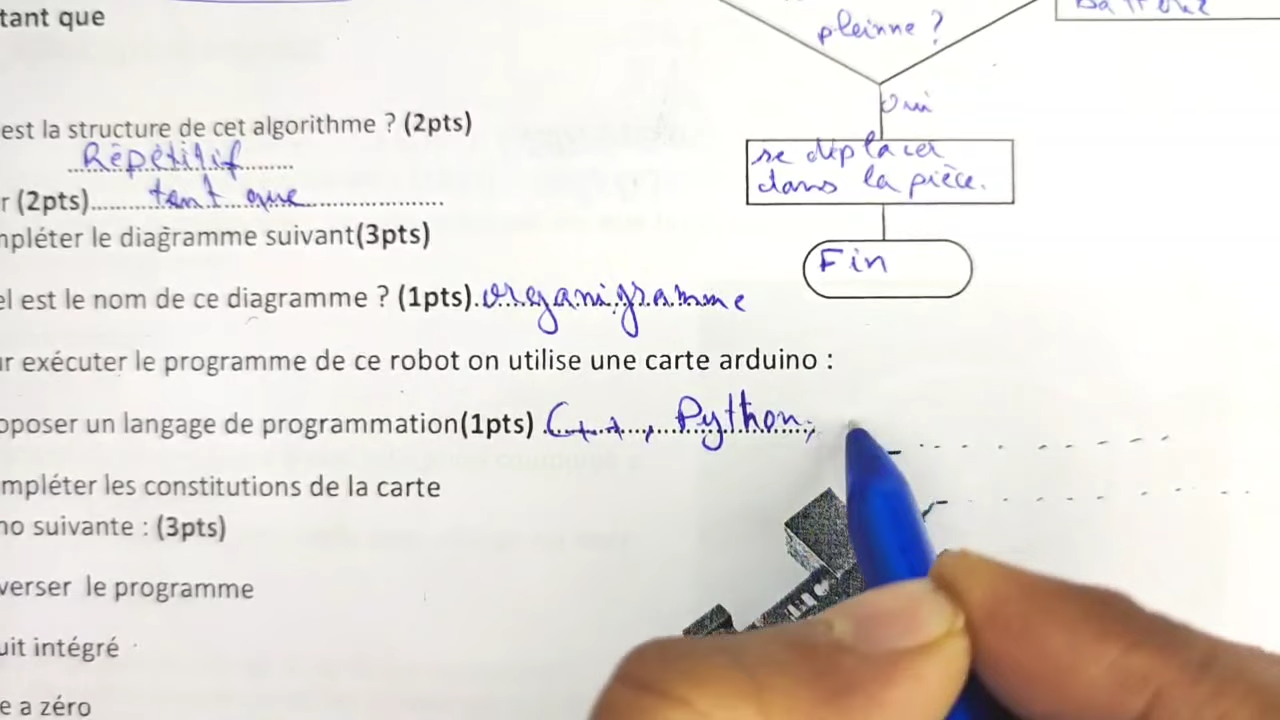 tant que
pleinne ?
oui
est la structure de cet algorithme ? (2pts)
Répétitif
se déplacer
dans la pièce.
r (2pts) tent que
mpléter le diagramme suivant(3pts)
Fin
el est le nom de ce diagramme ? (1pts) organigramme
ur exécuter le programme de ce robot on utilise une carte arduino :
oposer un langage de programmation(1pts) C++, Python;
mpléter les constitutions de la carte
no suivante : (3pts)
verser le programme
uit intégré
e a zéro